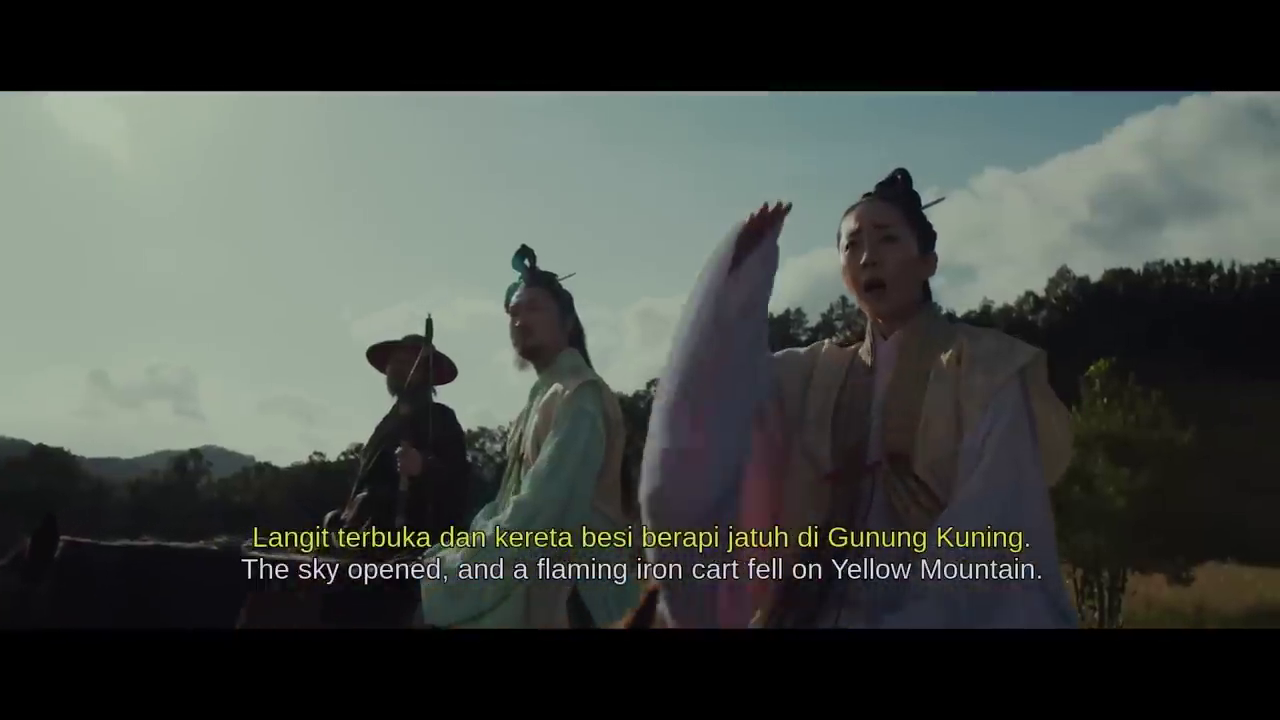 Langit terbuka dan kereta besi berapi jatuh di Gunung Kuning.
The sky opened, and a flaming iron cart fell on Yellow Mountain.